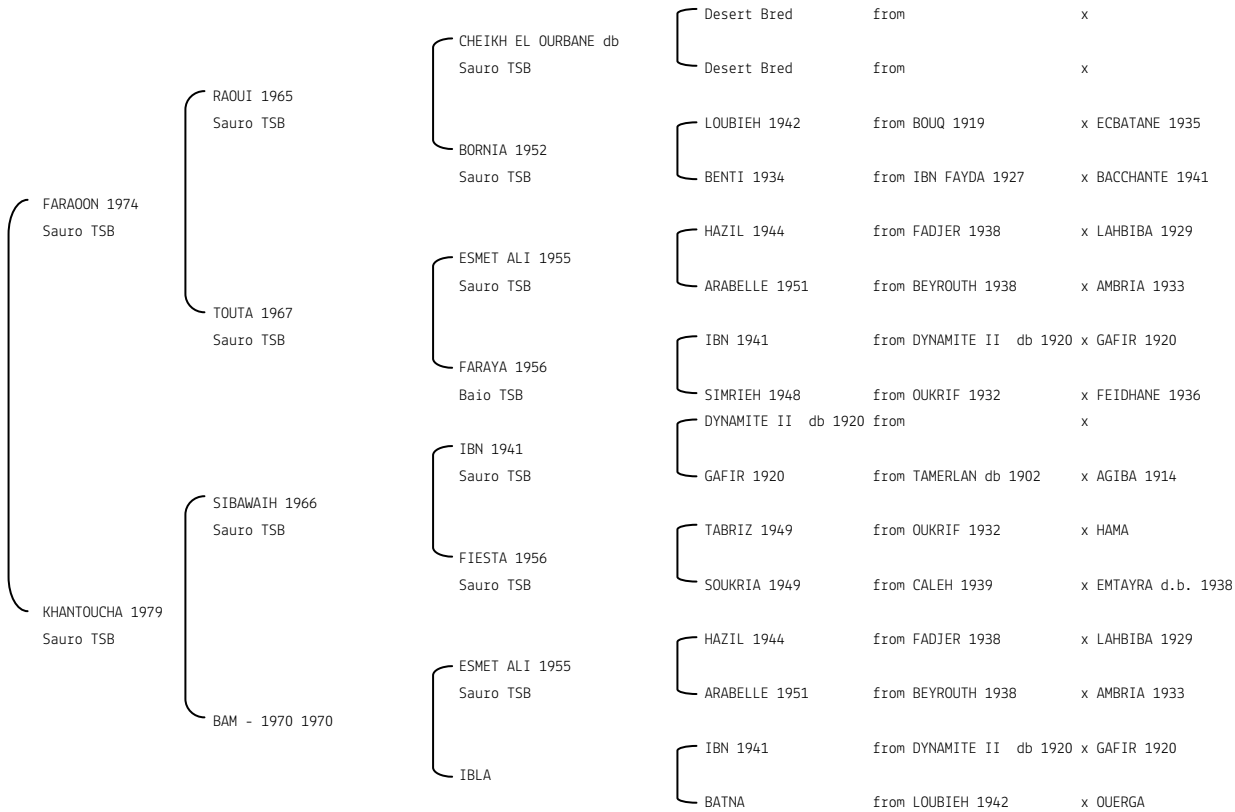 Desert Bred from x
CHEIKH EL OURBANE db
Sauro TSB
Desert Bred from x
RAOUI 1965
Sauro TSB
LOUBIEH 1942 from BOUQ 1919 x ECBATANE 1935
BORNIA 1952
Sauro TSB
BENTI 1934 from IBN FAYDA 1927 x BACCHANTE 1941
FARAOON 1974
Sauro TSB
HAZIL 1944 from FADJER 1938 x LAHBIBA 1929
ESMET ALI 1955
Sauro TSB
ARABELLE 1951 from BEYROUTH 1938 x AMBRIA 1933
TOUTA 1967
Sauro TSB
IBN 1941 from DYNAMITE II db 1920 x GAFIR 1920
FARAYA 1956
Baio TSB
SIMRIEH 1948 from OUKRIF 1932 x FEIDHANE 1936
DYNAMITE II db 1920 from x
IBN 1941
Sauro TSB
GAFIR 1920 from TAMERLAN db 1902 x AGIBA 1914
SIBAWAIH 1966
Sauro TSB
TABRIZ 1949 from OUKRIF 1932 x HAMA
FIESTA 1956
Sauro TSB
SOUKRIA 1949 from CALEH 1939 x EMTAYRA d.b. 1938
KHANTOUCHA 1979
Sauro TSB
HAZIL 1944 from FADJER 1938 x LAHBIBA 1929
ESMET ALI 1955
Sauro TSB
ARABELLE 1951 from BEYROUTH 1938 x AMBRIA 1933
BAM - 1970 1970
IBN 1941 from DYNAMITE II db 1920 x GAFIR 1920
IBLA
BATNA from LOUBIEH 1942 x OUERGA